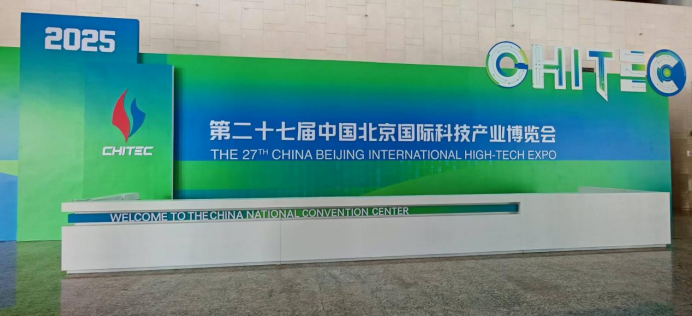 2025
CHITEC
CHITEC
第二十七届中国北京国际科技产业博览会
THE 27TH CHINA BEIJING INTERNATIONAL HIGH-TECH EXPO
WELCOME TO THE CHINA NATIONAL CONVENTION CENTER